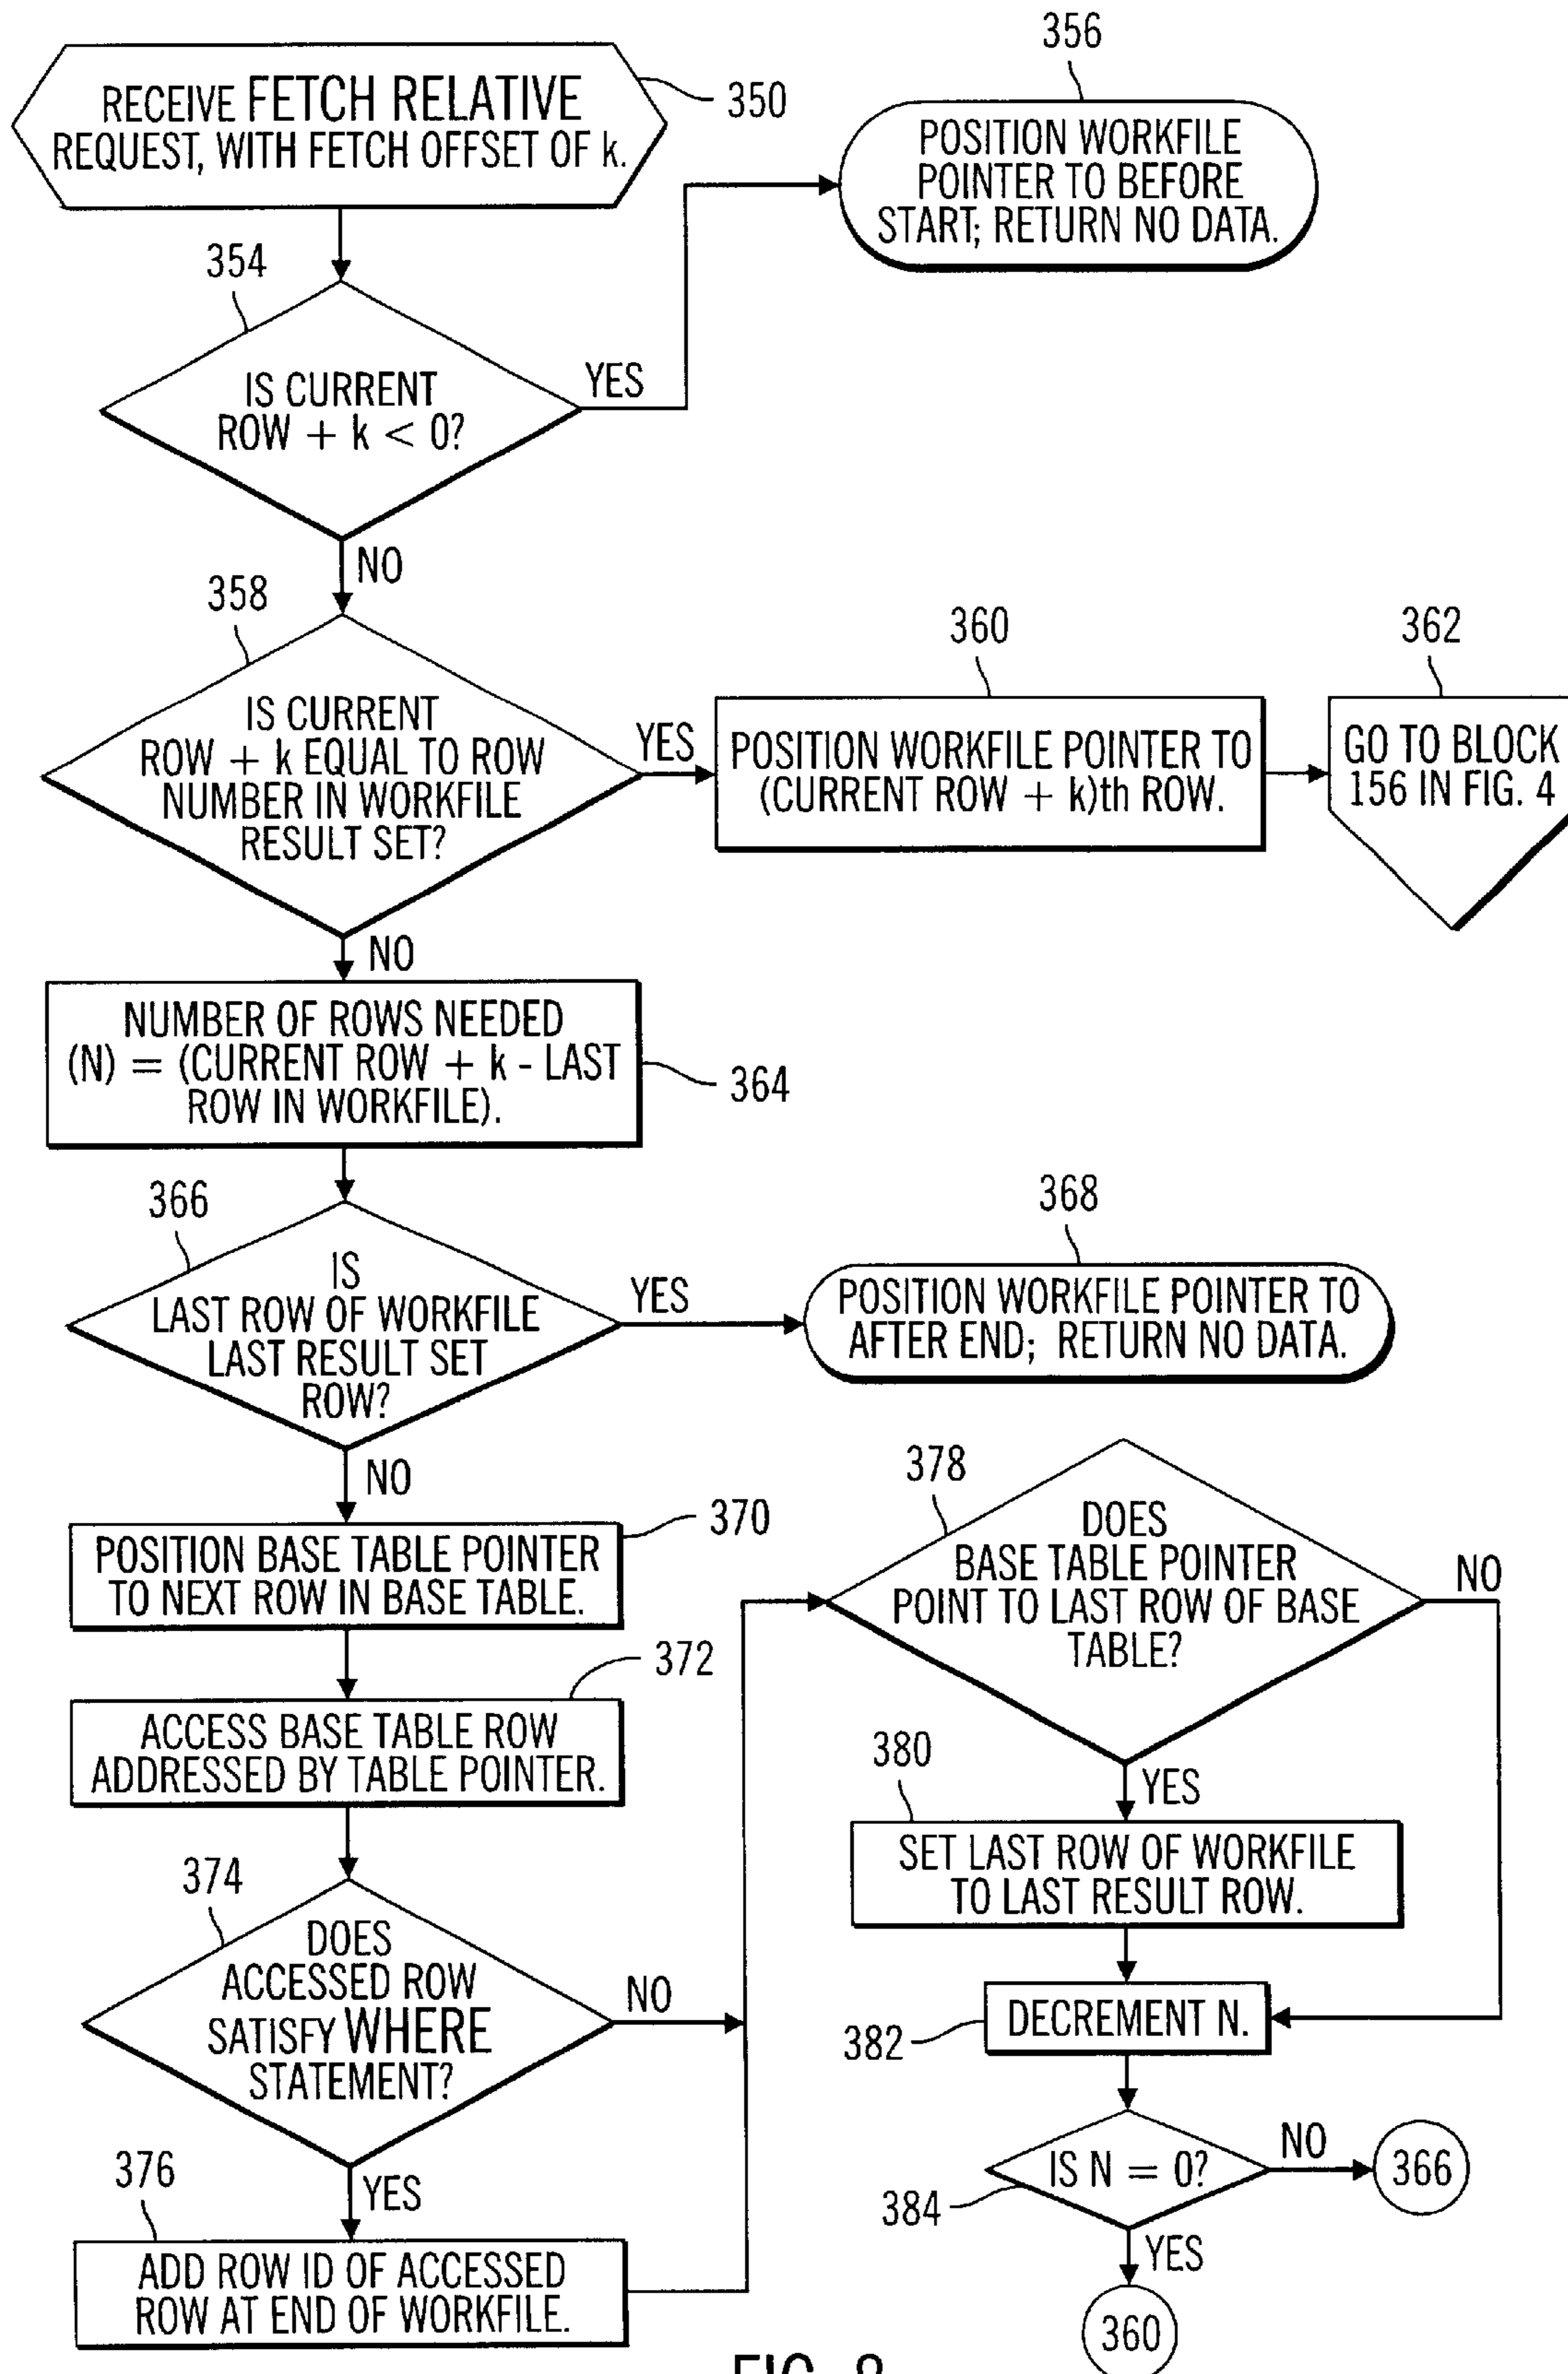 356
RECEIVE FETCH RELATIVE
REQUEST, WITH FETCH OFFSET OF k.
350
POSITION WORKFILE
POINTER TO BEFORE
START; RETURN NO DATA.
354
IS CURRENT
ROW + k < 0?
YES
NO
358
IS CURRENT
ROW + k EQUAL TO ROW
NUMBER IN WORKFILE
RESULT SET?
YES
360
POSITION WORKFILE POINTER TO
(CURRENT ROW + k)th ROW.
362
GO TO BLOCK
156 IN FIG. 4
NO
NUMBER OF ROWS NEEDED
(N) = (CURRENT ROW + k - LAST
ROW IN WORKFILE).
364
366
IS
LAST ROW OF WORKFILE
LAST RESULT SET
ROW?
YES
368
POSITION WORKFILE POINTER TO
AFTER END; RETURN NO DATA.
NO
POSITION BASE TABLE POINTER
TO NEXT ROW IN BASE TABLE.
370
372
ACCESS BASE TABLE ROW
ADDRESSED BY TABLE POINTER.
374
DOES
ACCESSED ROW
SATISFY WHERE
STATEMENT?
NO
YES
376
ADD ROW ID OF ACCESSED
ROW AT END OF WORKFILE.
378
DOES
BASE TABLE POINTER
POINT TO LAST ROW OF BASE
TABLE?
NO
YES
380
SET LAST ROW OF WORKFILE
TO LAST RESULT ROW.
DECREMENT N.
382
IS N = 0?
384
NO
366
YES
360
FIG. 8